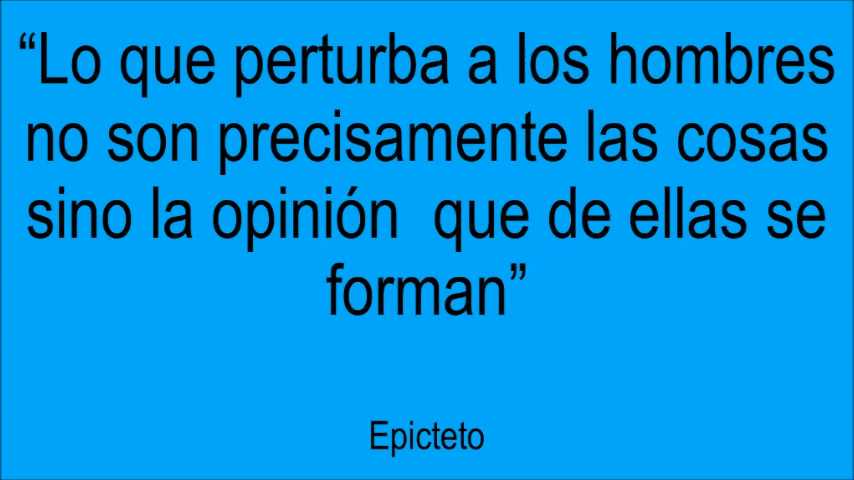 “Lo que perturba a los hombres
no son precisamente las cosas
sino la opinión  que de ellas se
forman”
Epicteto